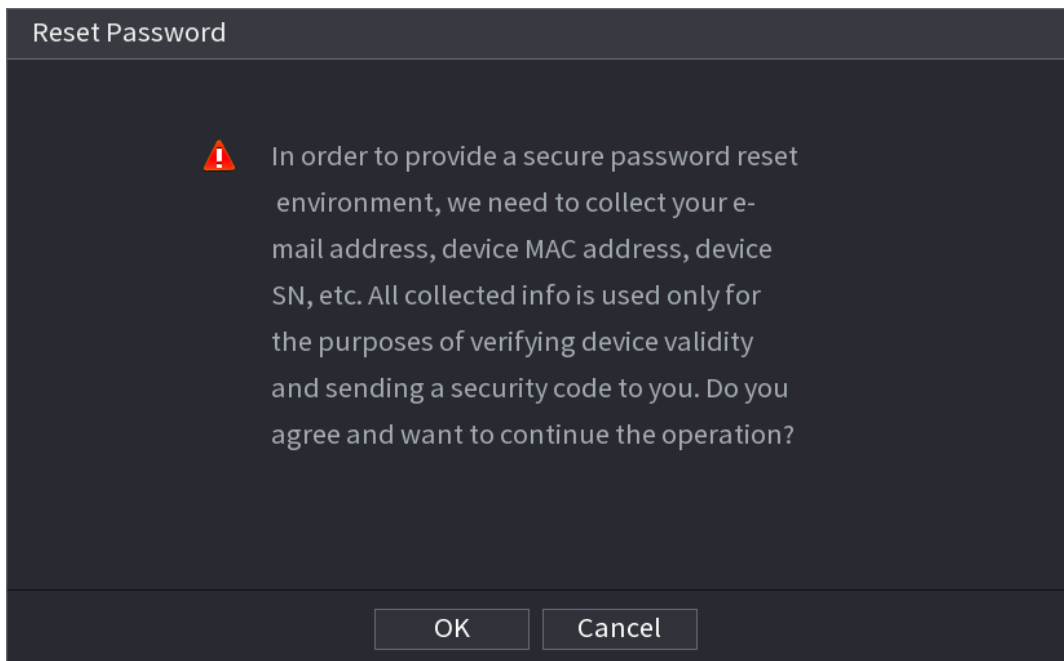 Reset Password
In order to provide a secure password reset
environment, we need to collect your e-
mail address, device MAC address, device
SN, etc. All collected info is used only for
the purposes of verifying device validity
and sending a security code to you. Do you
agree and want to continue the operation?
OK
Cancel